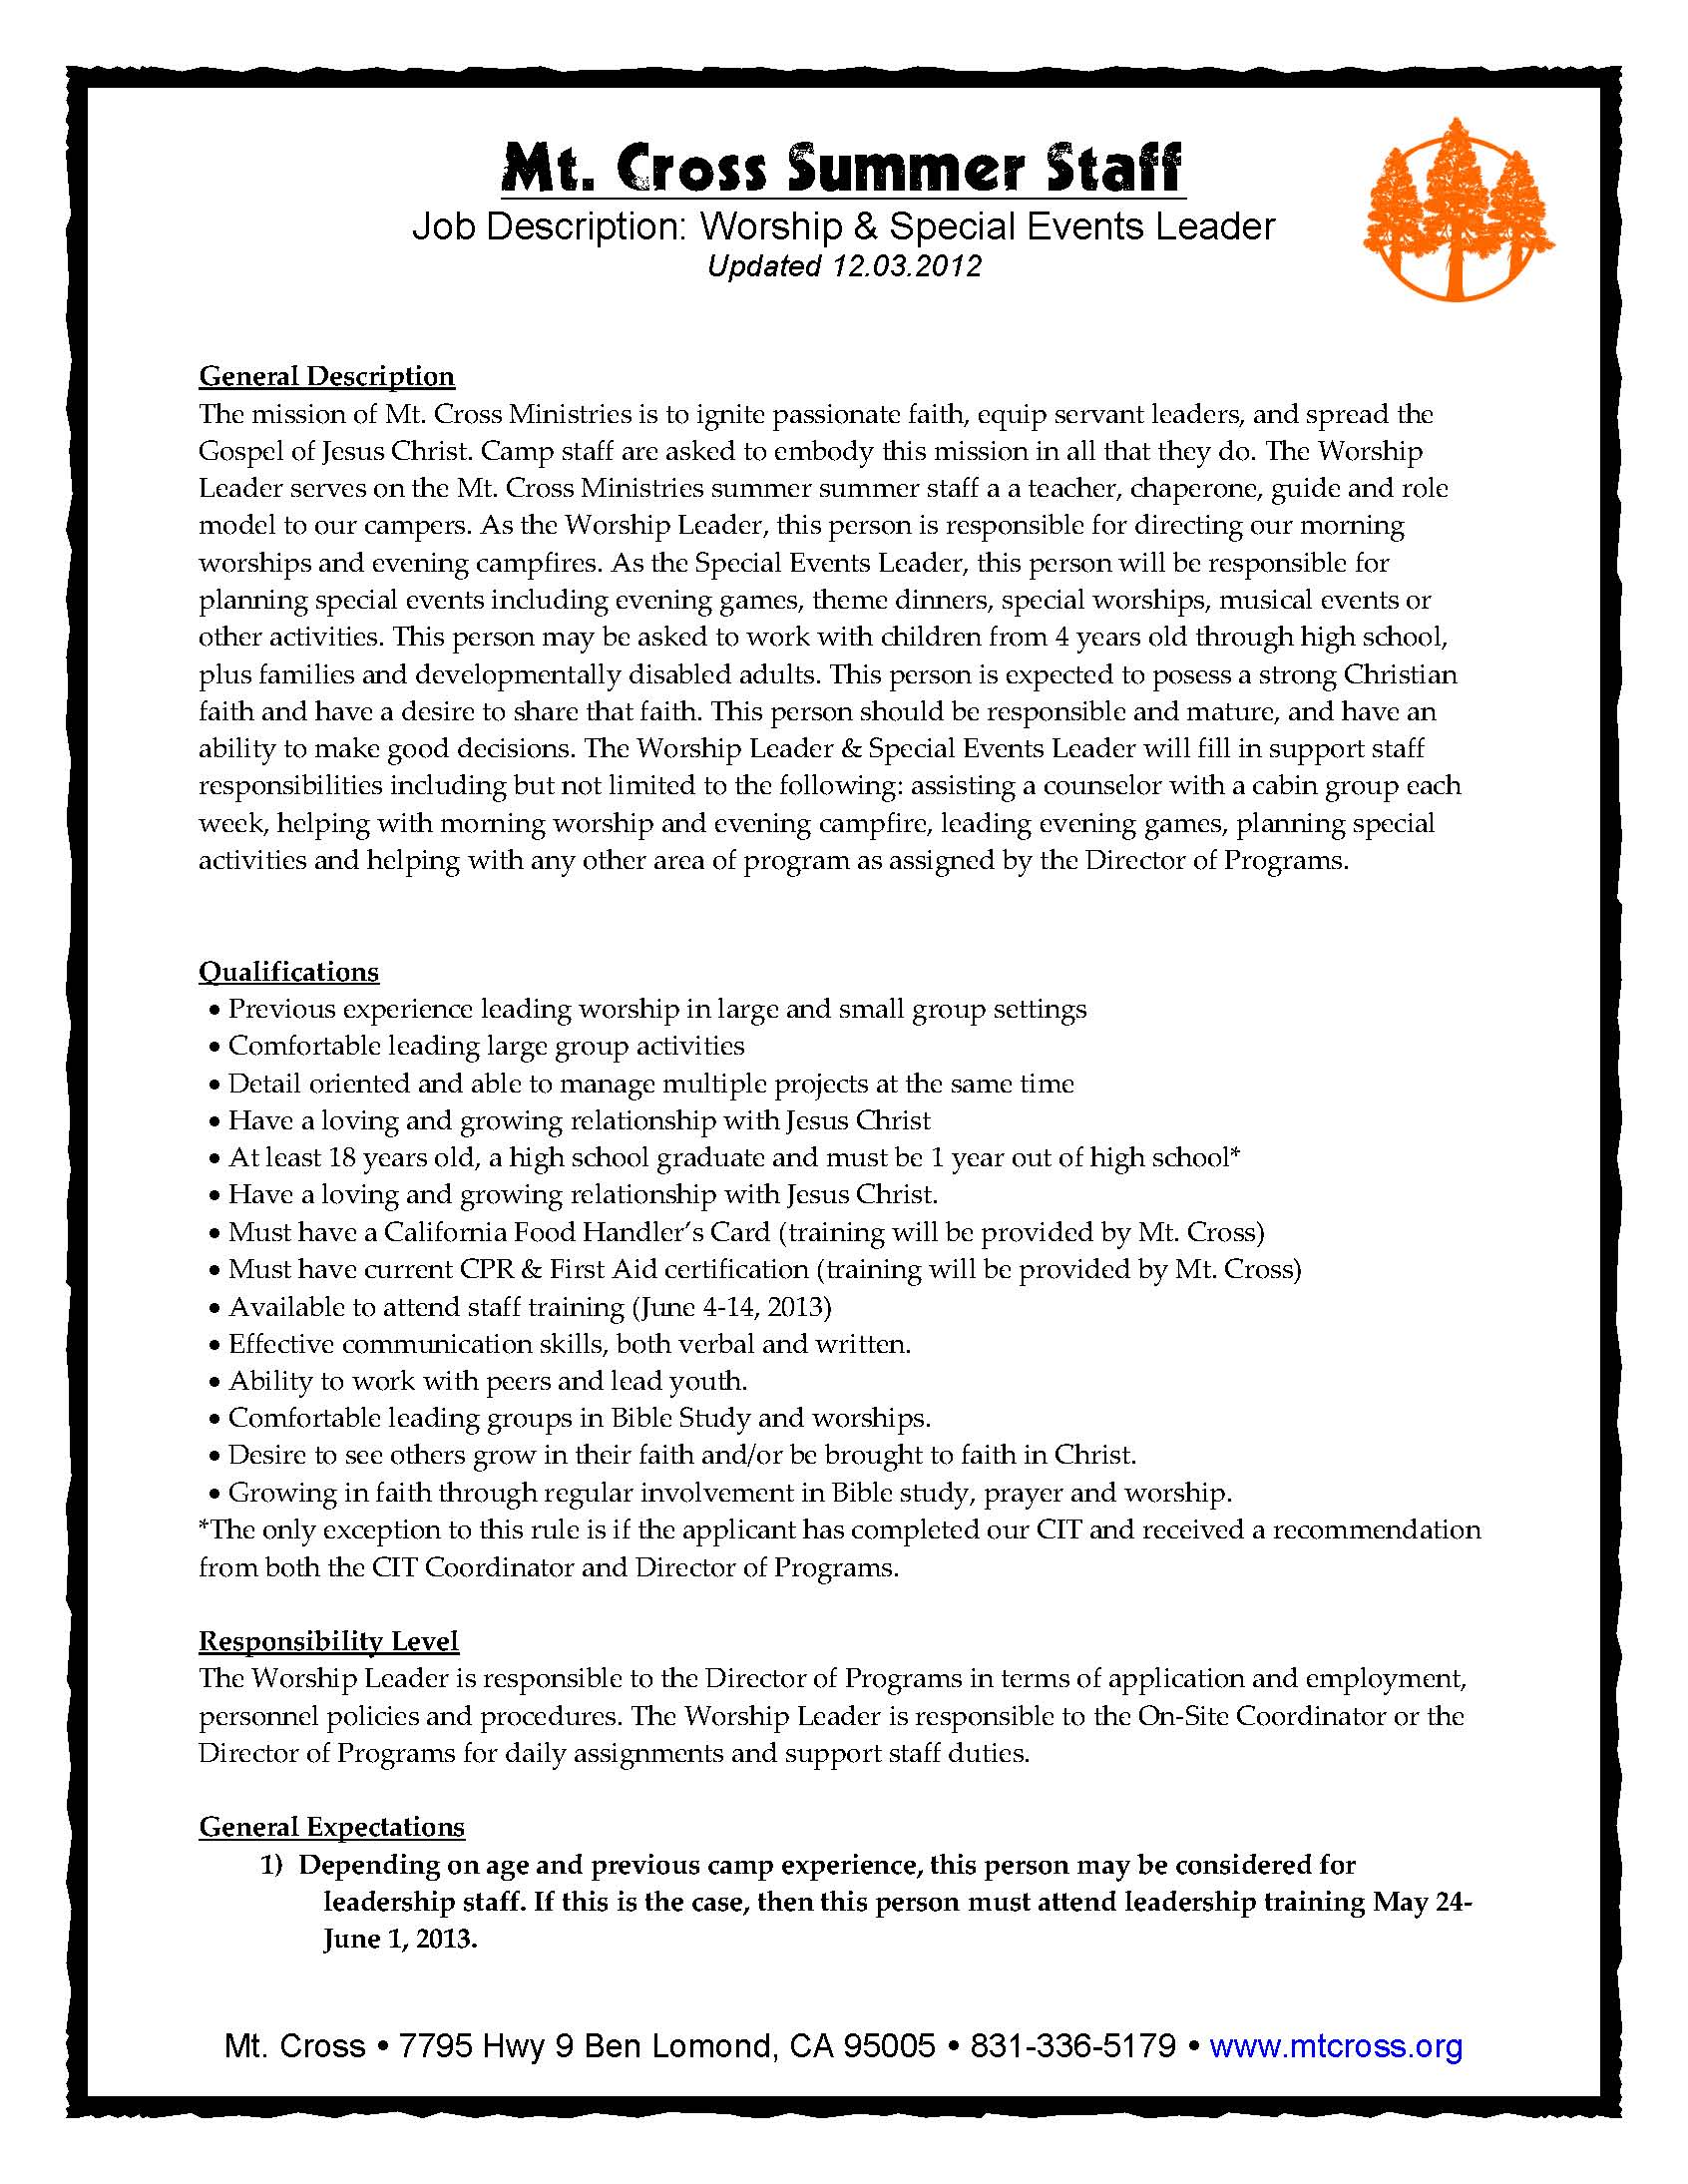 Mt. Cross Summer Staff
Job Description: Worship & Special Events Leader
Updated 12.03.2012
General Description
The mission of Mt. Cross Ministries is to ignite passionate faith, equip servant leaders, and spread the
Gospel of Jesus Christ. Camp staff are asked to embody this mission in all that they do. The Worship
Leader serves on the Mt. Cross Ministries summer summer staff a a teacher, chaperone, guide and role
model to our campers. As the Worship Leader, this person is responsible for directing our morning
worships and evening campfires. As the Special Events Leader, this person will be responsible for
planning special events including evening games, theme dinners, special worships, musical events or
other activities. This person may be asked to work with children from 4 years old through high school,
plus families and developmentally disabled adults. This person is expected to posess a strong Christian
faith and have a desire to share that faith. This person should be responsible and mature, and have an
ability to make good decisions. The Worship Leader & Special Events Leader will fill in support staff
responsibilities including but not limited to the following: assisting a counselor with a cabin group each
week, helping with morning worship and evening campfire, leading evening games, planning special
activities and helping with any other area of program as assigned by the Director of Programs.
Qualifications
• Previous experience leading worship in large and small group settings
• Comfortable leading large group activities
• Detail oriented and able to manage multiple projects at the same time
• Have a loving and growing relationship with Jesus Christ
• At least 18 years old, a high school graduate and must be 1 year out of high school*
• Have a loving and growing relationship with Jesus Christ.
• Must have a California Food Handler's Card (training will be provided by Mt. Cross)
• Must have current CPR & First Aid certification (training will be provided by Mt. Cross)
• Available to attend staff training (June 4-14, 2013)
• Effective communication skills, both verbal and written.
• Ability to work with peers and lead youth.
• Comfortable leading groups in Bible Study and worships.
• Desire to see others grow in their faith and/or be brought to faith in Christ.
• Growing in faith through regular involvement in Bible study, prayer and worship.
*The only exception to this rule is if the applicant has completed our CIT and received a recommendation
from both the CIT Coordinator and Director of Programs.
Responsibility Level
The Worship Leader is responsible to the Director of Programs in terms of application and employment,
personnel policies and procedures. The Worship Leader is responsible to the On-Site Coordinator or the
Director of Programs for daily assignments and support staff duties.
General Expectations
1) Depending on age and previous camp experience, this person may be considered for
leadership staff. If this is the case, then this person must attend leadership training May 24-
June 1, 2013.
Mt. Cross • 7795 Hwy 9 Ben Lomond, CA 95005 • 831-336-5179 • www.mtcross.org